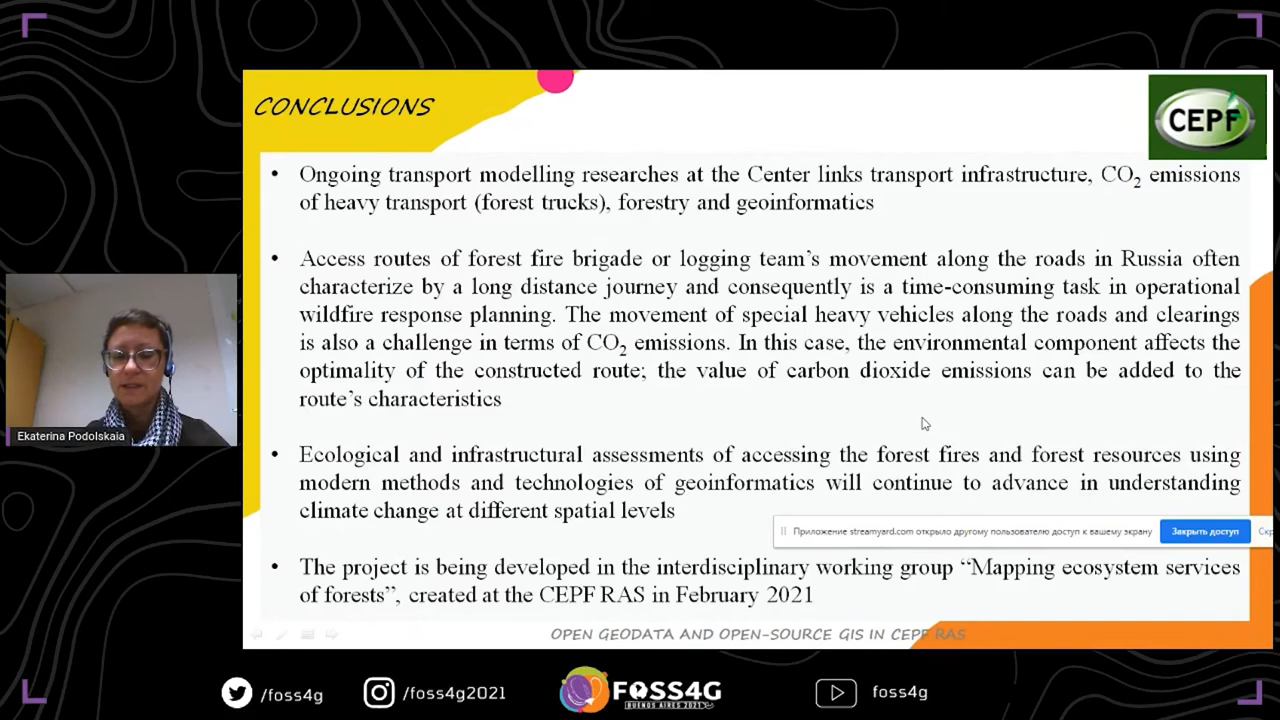 CONCLUSIONS
CEPF
• Ongoing transport modelling researches at the Center links transport infrastructure, CO₂ emissions
of heavy transport (forest trucks), forestry and geoinformatics
• Access routes of forest fire brigade or logging team's movement along the roads in Russia often
characterize by a long distance journey and consequently is a time-consuming task in operational
wildfire response planning. The movement of special heavy vehicles along the roads and clearings
is also a challenge in terms of CO₂ emissions. In this case, the environmental component affects the
optimality of the constructed route; the value of carbon dioxide emissions can be added to the
route's characteristics
Ekaterina Podolskaia
• Ecological and infrastructural assessments of accessing the forest fires and forest resources using
modern methods and technologies of geoinformatics will continue to advance in understanding
climate change at different spatial levels
Приложение streamyard.com открыло другому пользователю доступ к вашему экрану
Закрыть доступ
• The project is being developed in the interdisciplinary working group “Mapping ecosystem services
of forests”, created at the CEPF RAS in February 2021
OPEN GEODATA AND OPEN-SOURCE GIS IN CEPF RAS
/foss4g
/foss4g2021
FOSS4G
BUENOS AIRES 2021
foss4g